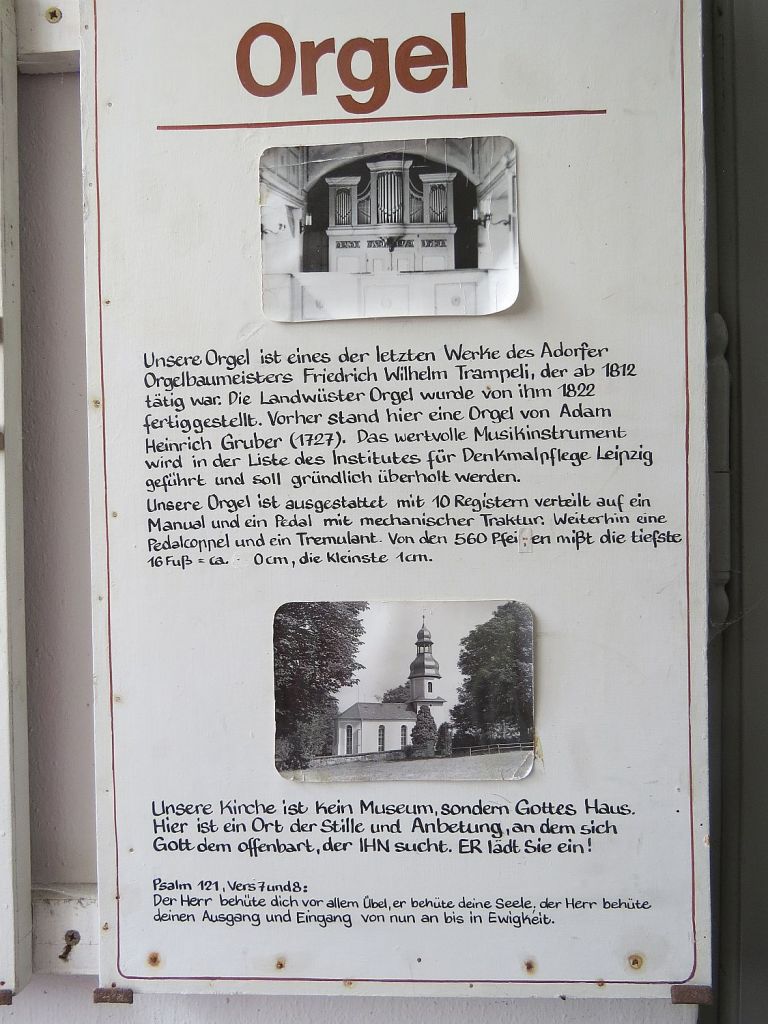 Orgel
Unsere Orgel ist eines der letzten Werke des Adorfer
Orgelbaumeisters Friedrich Wilhelm Trampeli, der ab 1812
tätig war. Die Landwüster Orgel wurde von ihm 1822
fertiggestellt. Vorher stand hier eine Orgel von Adam
Heinrich Gruber (1727). Das wertvolle Musikinstrument
wird in der Liste des Institutes für Denkmalpflege Leipzig
geführt und soll gründlich überholt werden.
Unsere Orgel ist ausgestattet mit 10 Registern verteilt auf ein
Manual und ein Pedal mit mechanischer Traktur. Weiterhin eine
Pedalcoppel und ein Tremulant. Von den 560 mißt die tiefste
16 Fuß = ca. 0 cm, die Kleinste 1cm.
Unsere Kirche ist kein Museum, sondern Gottes Haus.
Hier ist ein Ort der Stille und Anbetung, an dem sich
Gott dem offenbart, der IHN sucht. ER lädt Sie ein!
Psalm 121, Vers 7und8:
Der Herr behüte dich vor allem Übel, er behüte deine Seele, der Herr behüte
deinen Ausgang und Eingang von nun an bis in Ewigkeit.